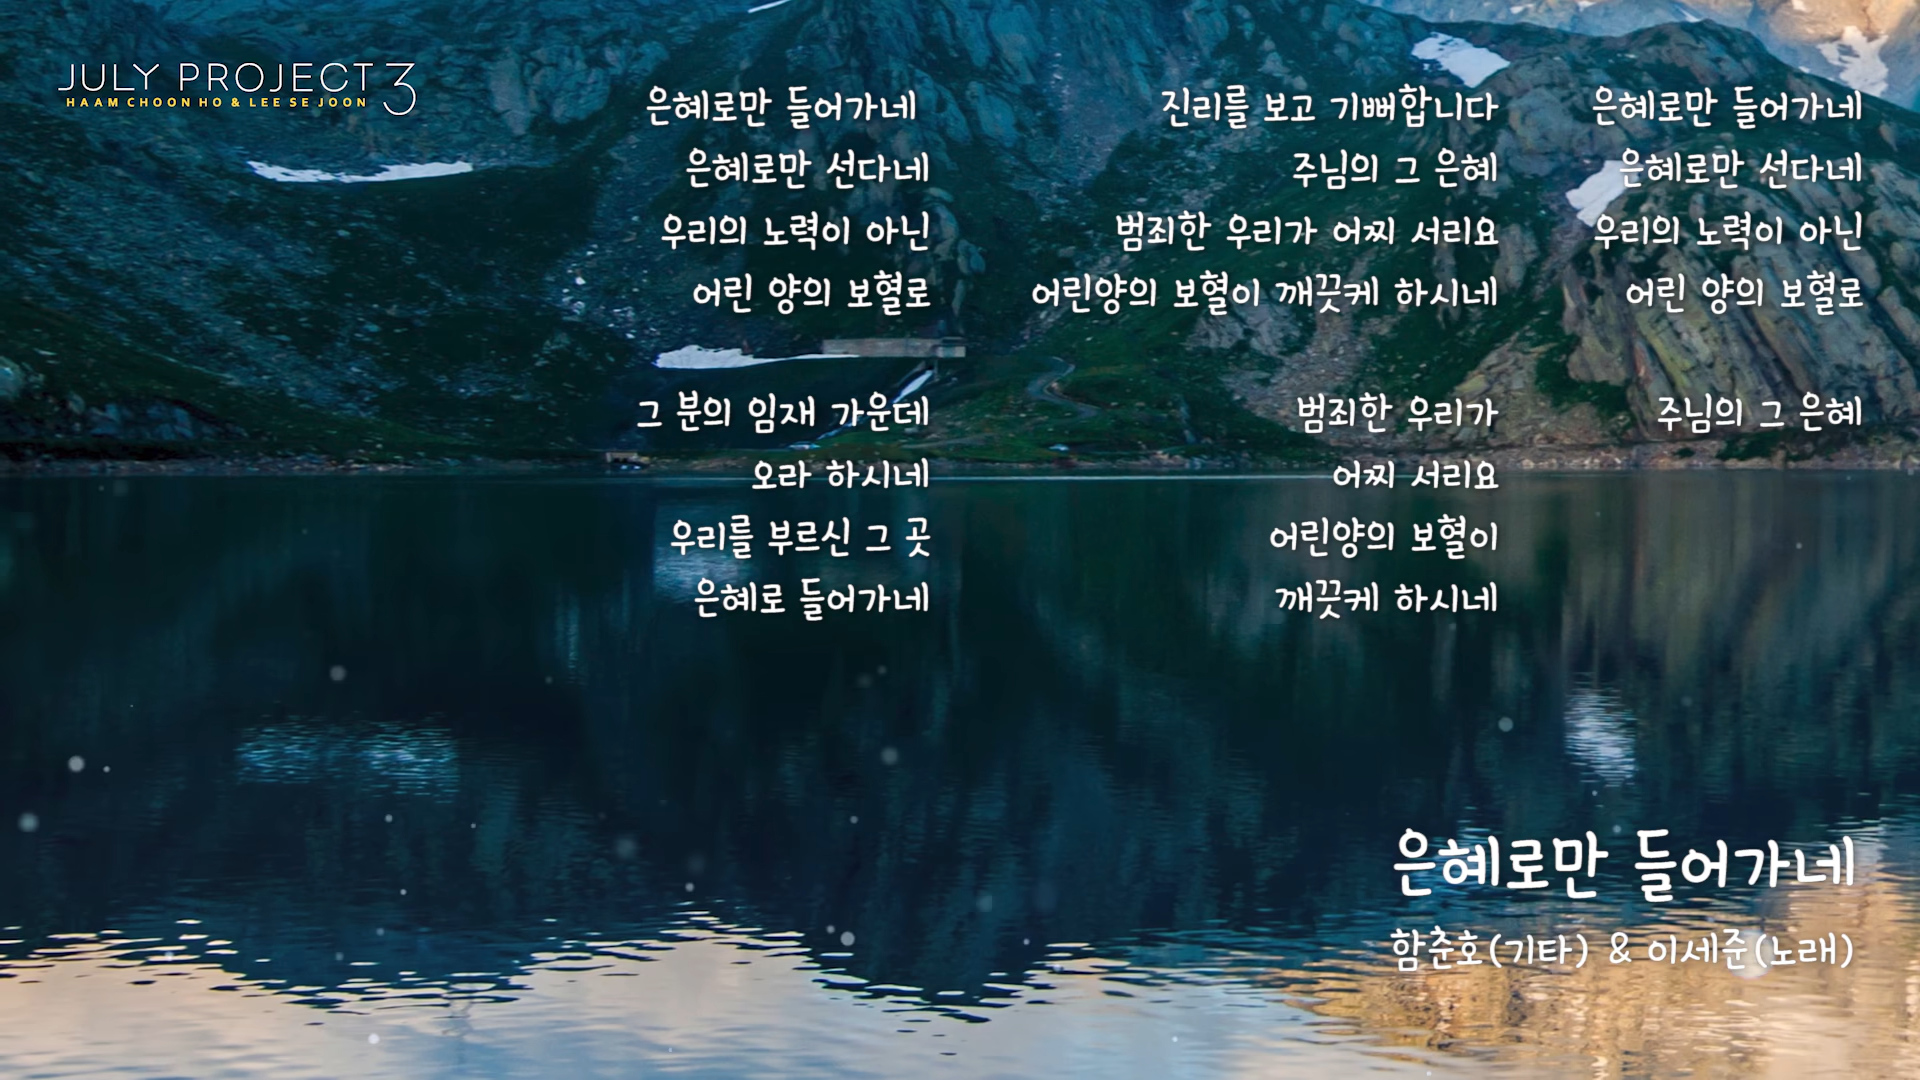 JULY PROJECT 3
HAAM CHOON HO & LEE SE JOON
은혜로만 들어가네
은혜로만 선다네
우리의 노력이 아닌
어린 양의 보혈로
그 분의 임재 가운데
오라 하시네
우리를 부르신 그 곳
은혜로 들어가네
진리를 보고 기뻐합니다
주님의 그 은혜
범죄한 우리가 어찌 서리요
어린양의 보혈이 깨끗케 하시네
범죄한 우리가
어찌 서리요
어린양의 보혈이
깨끗케 하시네
은혜로만 들어가네
은혜로만 선다네
우리의 노력이 아닌
어린 양의 보혈로
주님의 그 은혜
은혜로만 들어가네
함춘호(기타) & 이세준(노래)